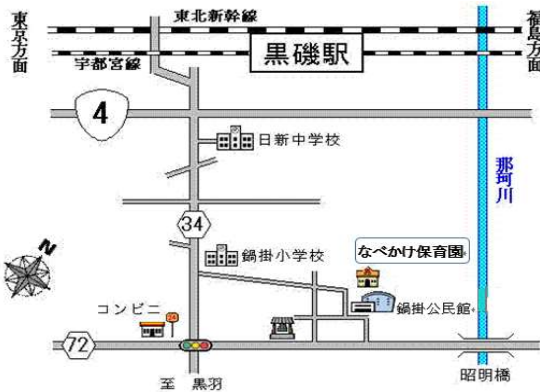 東北新幹線
東京方面
福島方面
黒磯駅
宇都宮線
4
日新中学校
那珂川
34
N
鍋掛小学校
なべかけ保育園
コンビニ
24
鍋掛公民館
72
昭明橋
至 黒羽